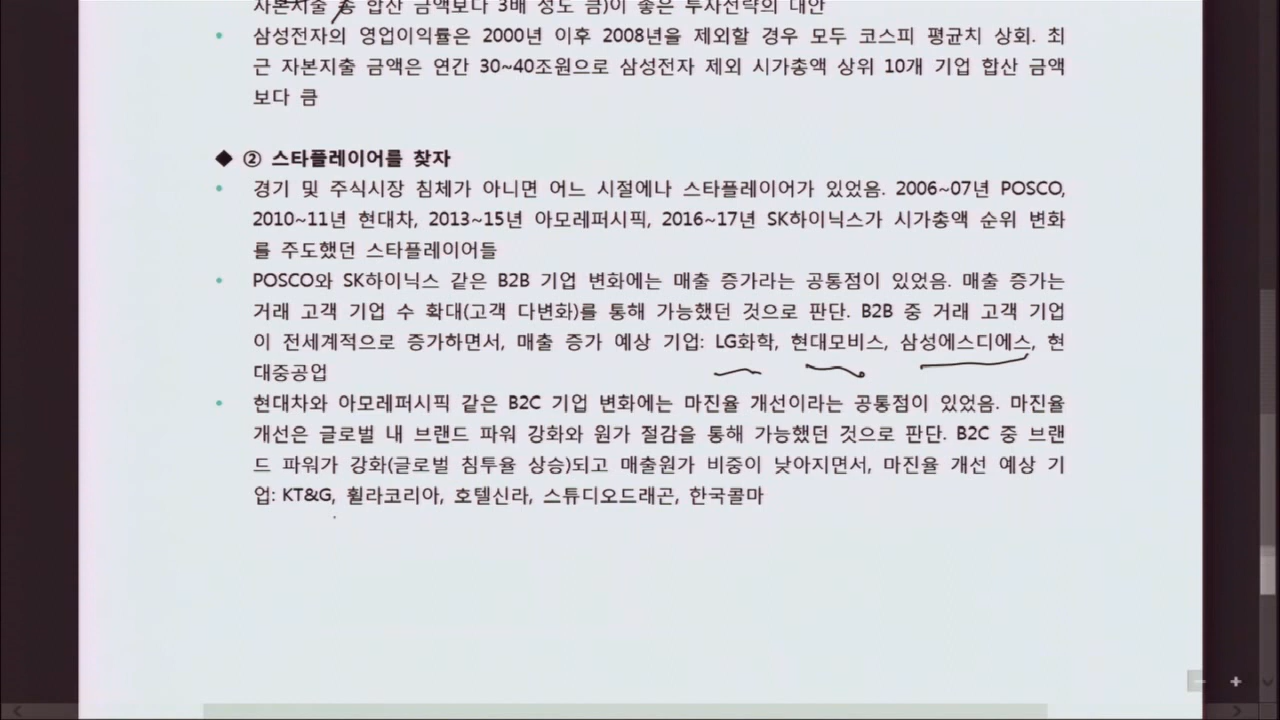 자본지출 총 합산 금액보다 3배 정도 큼)이 좋은 투자전략의 대안
삼성전자의 영업이익률은 2000년 이후 2008년을 제외할 경우 모두 코스피 평균치 상회. 최
근 자본지출 금액은 연간 30~40조원으로 삼성전자 제외 시가총액 상위 10개 기업 합산 금액
보다 큼
◆ ② 스타플레이어를 찾자
경기 및 주식시장 침체가 아니면 어느 시절에나 스타플레이어가 있었음. 2006~07년 POSCO,
2010~11년 현대차, 2013~15년 아모레퍼시픽, 2016~17년 SK하이닉스가 시가총액 순위 변화
를 주도했던 스타플레이어들
POSCO와 SK하이닉스 같은 B2B 기업 변화에는 매출 증가라는 공통점이 있었음. 매출 증가는
거래 고객 기업 수 확대(고객 다변화)를 통해 가능했던 것으로 판단. B2B 중 거래 고객 기업
이 전세계적으로 증가하면서, 매출 증가 예상 기업: LG화학, 현대모비스, 삼성에스디에스, 현
대중공업
현대차와 아모레퍼시픽 같은 B2C 기업 변화에는 마진율 개선이라는 공통점이 있었음. 마진율
개선은 글로벌 내 브랜드 파워 강화와 원가 절감을 통해 가능했던 것으로 판단. B2C 중 브랜
드 파워가 강화(글로벌 침투율 상승)되고 매출원가 비중이 낮아지면서, 마진율 개선 예상 기
업: KT&G, 휠라코리아, 호텔신라, 스튜디오드래곤, 한국콜마